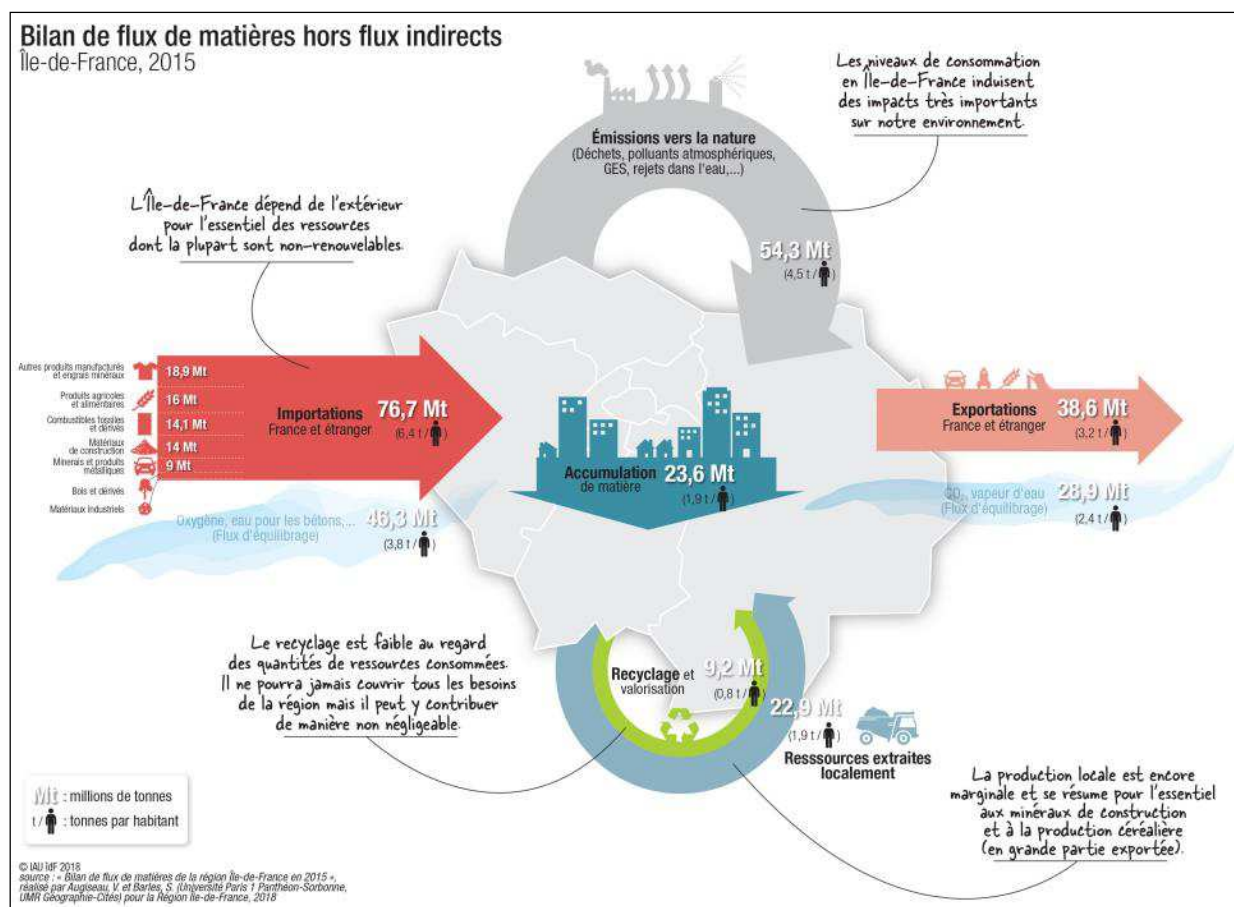 Bilan de flux de matières hors flux indirects
Île-de-France, 2015
Les niveaux de consommation
en Île-de-France induisent
des impacts très importants
sur notre environnement.
Émissions vers la nature
(Déchets, polluants atmosphériques,
GES, rejets dans l'eau,...)
54,3 Mt
(4,5 t/ )
L'Île-de-France dépend de l'extérieur
pour l'essentiel des ressources
dont la plupart sont non-renouvelables.
Autres produits manufacturés
et engrais minéraux
18,9 Mt
Produits agricoles
et alimentaires
16 Mt
Combustibles fossiles
et dérivés
14,1 Mt
Matériaux
de construction
14 Mt
Minerais et produits
métalliques
9 Mt
Bois et dérivés
Matériaux industriels
Importations
France et étranger
76,7 Mt
(6,4 t/ )
Oxygène, eau pour les bétons,...
(Flux d'équilibrage)
46,3 Mt
(3,8 t/ )
Accumulation
de matière
23,6 Mt
(1,9 t/ )
Exportations
France et étranger
38,6 Mt
(3,2 t/ )
CO₂, vapeur d'eau
(Flux d'équilibrage)
28,9 Mt
(2,4 t/ )
Le recyclage est faible au regard
des quantités de ressources consommées.
Il ne pourra jamais couvrir tous les besoins
de la région mais il peut y contribuer
de manière non négligeable.
Recyclage et
valorisation
9,2 Mt
(0,8 t/ )
22,9 Mt
(1,9 t/ )
Resssources extraites
localement
La production locale est encore
marginale et se résume pour l'essentiel
aux minéraux de construction
et à la production céréalière
(en grande partie exportée).
Mt : millions de tonnes
t/ : tonnes par habitant
© IAU îdF 2018
source : « Bilan de flux de matières de la région Île-de-France en 2015 »,
réalisé par Augiseau, V. et Barles, S. (Université Paris 1 Panthéon-Sorbonne,
UMR Géographie-Cités) pour la Région Île-de-France, 2018